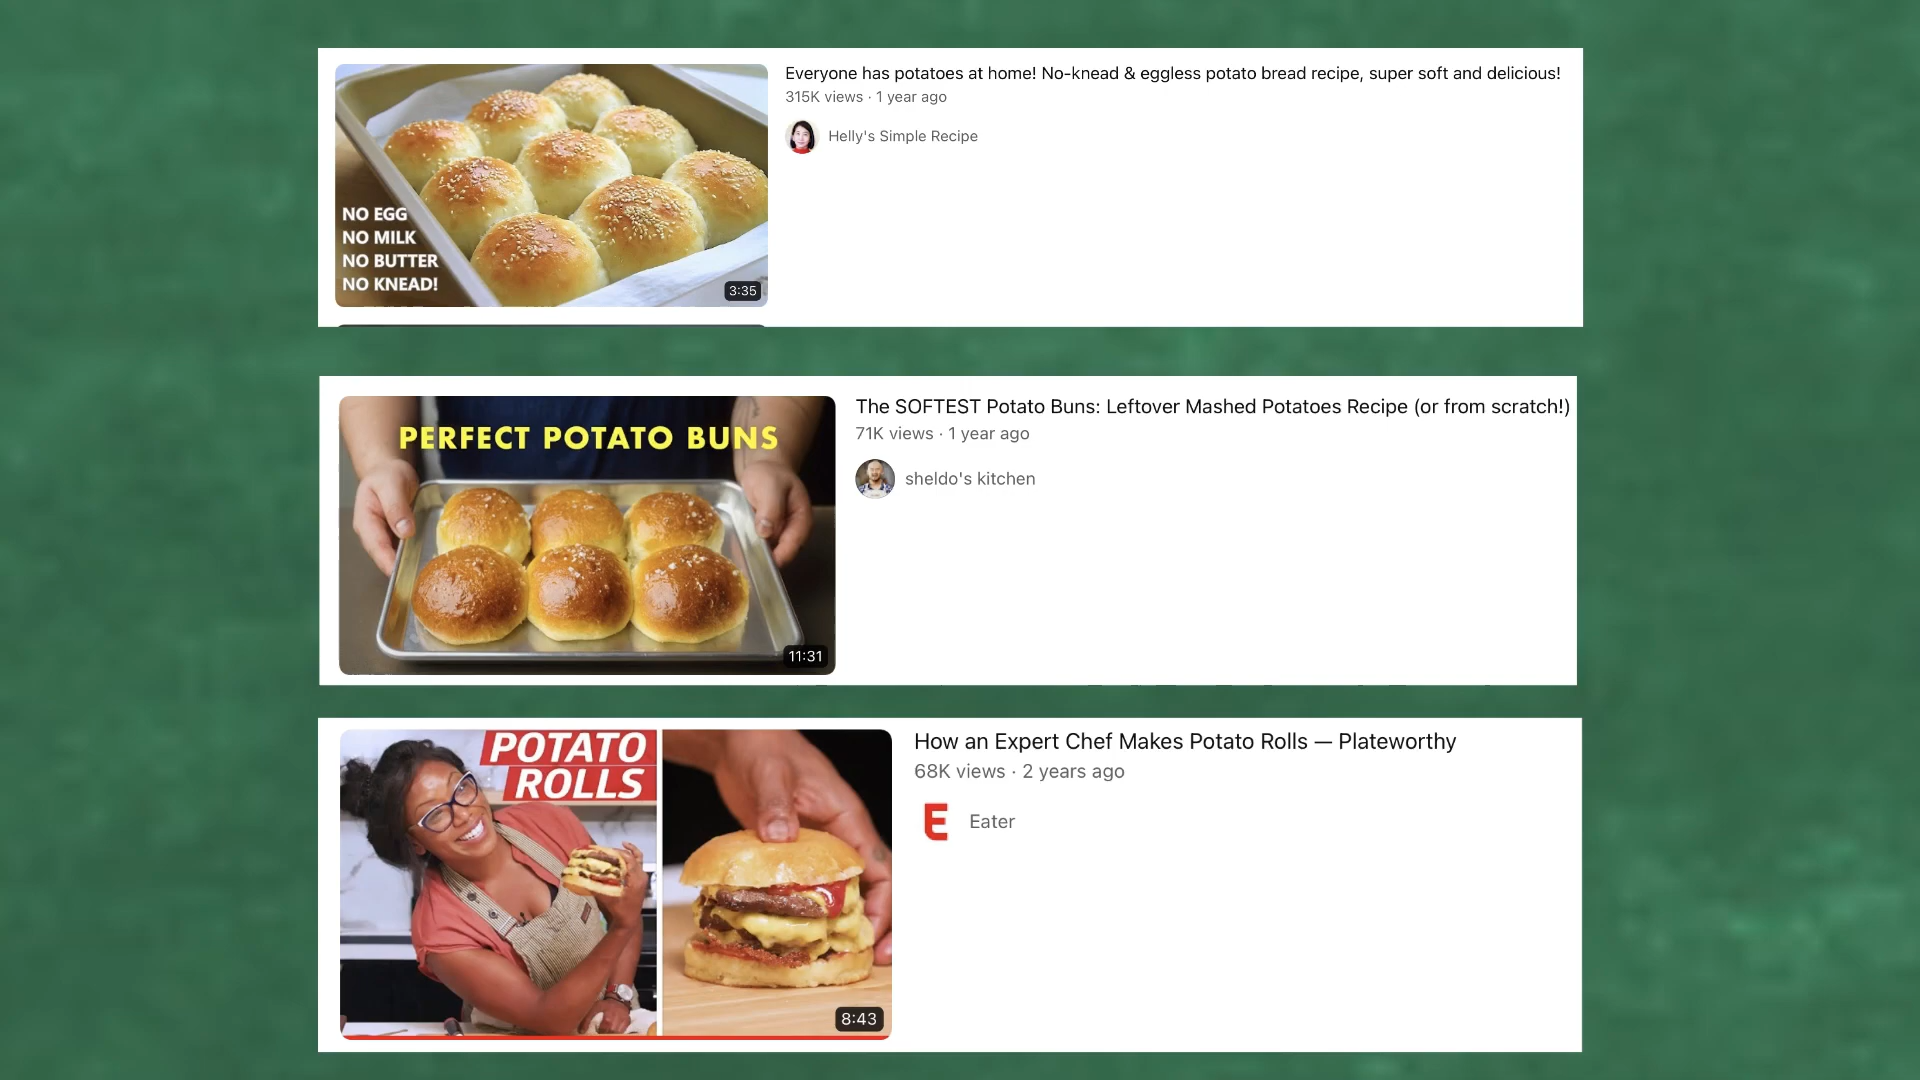 NO EGG
NO MILK
NO BUTTER
NO KNEAD!
3:35
Everyone has potatoes at home! No-knead & eggless potato bread recipe, super soft and delicious!
315K views · 1 year ago
Helly's Simple Recipe
PERFECT POTATO BUNS
11:31
The SOFTEST Potato Buns: Leftover Mashed Potatoes Recipe (or from scratch!)
71K views · 1 year ago
sheldo's kitchen
POTATO
ROLLS
8:43
How an Expert Chef Makes Potato Rolls — Plateworthy
68K views · 2 years ago
E
Eater